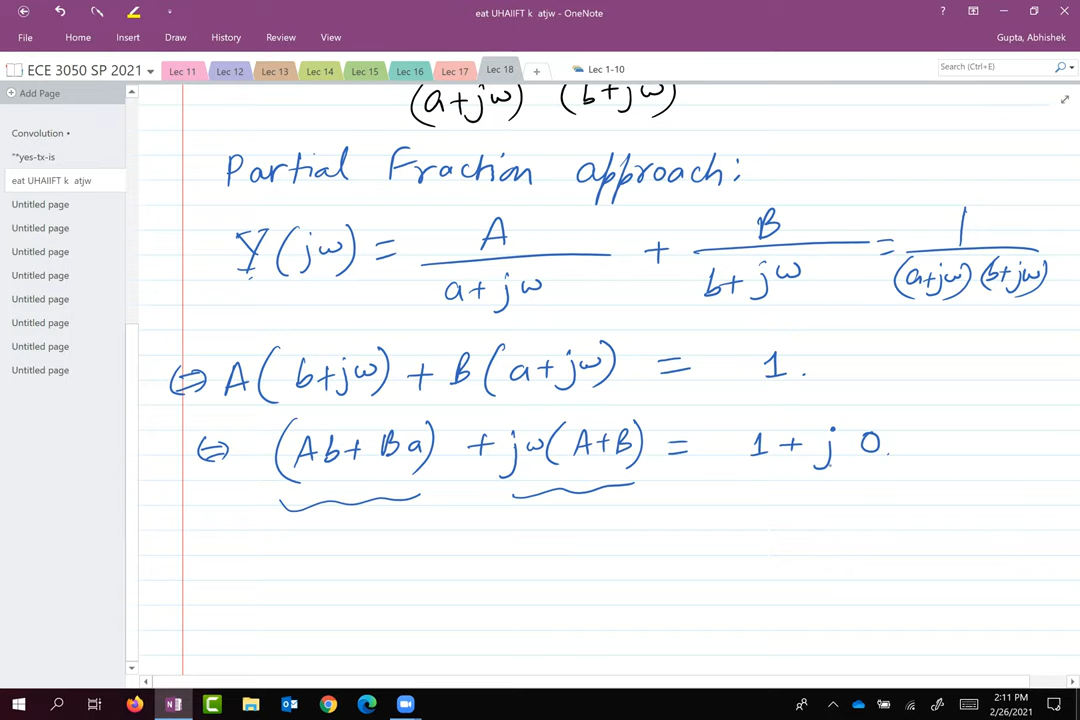 eat UHAIIFT k atjw - OneNote
?
File Home Insert Draw History Review View
Gupta, Abhishek
ECE 3050 SP 2021 Lec 11 Lec 12 Lec 13 Lec 14 Lec 15 Lec 16 Lec 17 Lec 18 + Lec 1-10
Search (Ctrl+E)
Add Page
Convolution •
"*yes-tx-is
eat UHAIIFT k atjw
Untitled page
Untitled page
Untitled page
Untitled page
Untitled page
Untitled page
Untitled page
Untitled page
(a+jω) (b+jω)
Partial Fraction approach:
Y(jω) = A/(a+jω) + B/(b+jω) = 1/((a+jω)(b+jω))
⇔ A(b+jω) + B(a+jω) = 1.
⇔ (Ab+Ba) + jω(A+B) = 1 + j 0.
2:11 PM
2/26/2021